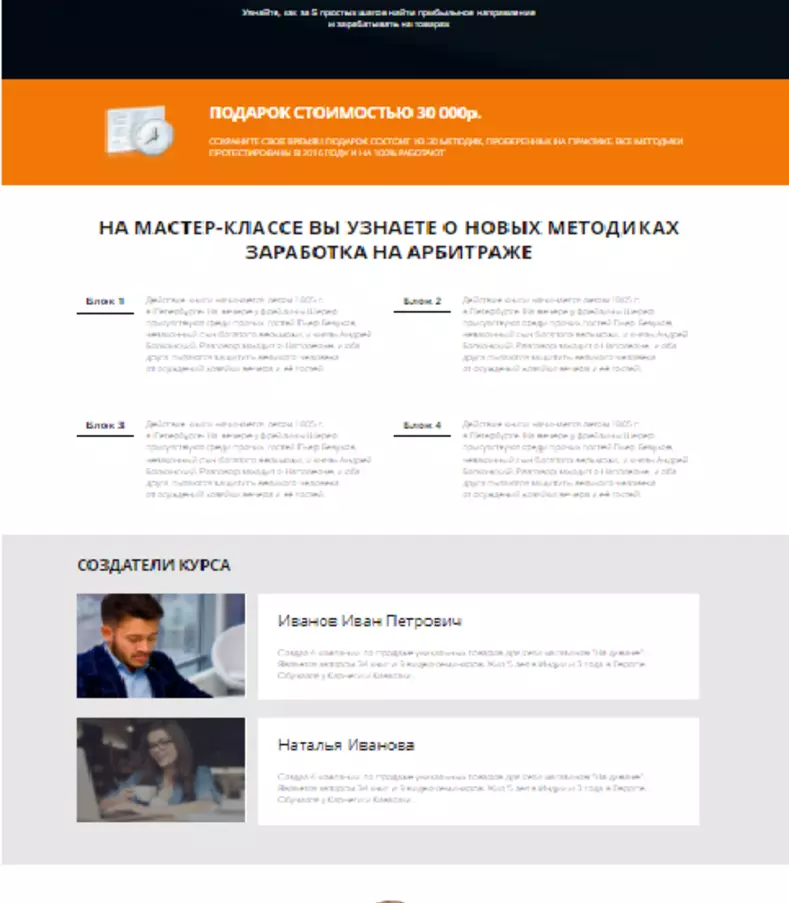 Узнайте, как за 5 простых шагов найти прибыльное направление
и зарабатывать на товарах
ПОДАРОК СТОИМОСТЬЮ 30 000р.
СОХРАНИТЕ СВОЕ ВРЕМЯ! ПОДАРОК СОСТОИТ ИЗ 30 МЕТОДИК, ПРОВЕРЕННЫХ НА ПРАКТИКЕ. ВСЕ МЕТОДИКИ
ПРОТЕСТИРОВАНЫ В 2016 ГОДУ И НА 100% РАБОТАЮТ
НА МАСТЕР-КЛАССЕ ВЫ УЗНАЕТЕ О НОВЫХ МЕТОДИКАХ
ЗАРАБОТКА НА АРБИТРАЖЕ
Блок 1
Действие книги начинается летом 1805 г.
в Петербурге. На вечере у фрейлины Шерер
присутствуют среди прочих гостей Пьер Безухов,
незаконный сын богатого вельможи, и князь Андрей
Болконский. Разговор заходит о Наполеоне, и оба
друга пытаются защитить великого человека
от осуждений хозяйки вечера и её гостей.
Блок 2
Действие книги начинается летом 1805 г.
в Петербурге. На вечере у фрейлины Шерер
присутствуют среди прочих гостей Пьер Безухов,
незаконный сын богатого вельможи, и князь Андрей
Болконский. Разговор заходит о Наполеоне, и оба
друга пытаются защитить великого человека
от осуждений хозяйки вечера и её гостей.
Блок 3
Действие книги начинается летом 1805 г.
в Петербурге. На вечере у фрейлины Шерер
присутствуют среди прочих гостей Пьер Безухов,
незаконный сын богатого вельможи, и князь Андрей
Болконский. Разговор заходит о Наполеоне, и оба
друга пытаются защитить великого человека
от осуждений хозяйки вечера и её гостей.
Блок 4
Действие книги начинается летом 1805 г.
в Петербурге. На вечере у фрейлины Шерер
присутствуют среди прочих гостей Пьер Безухов,
незаконный сын богатого вельможи, и князь Андрей
Болконский. Разговор заходит о Наполеоне, и оба
друга пытаются защитить великого человека
от осуждений хозяйки вечера и её гостей.
СОЗДАТЕЛИ КУРСА
Иванов Иван Петрович
Создал 4 компании по продаже уникальных товаров для сети магазинов "На диване".
Является автором 34 книг и 9 видео семинаров. Жил 5 лет в Индии и 3 года в Европе.
Обучался у Карнеги и Кавасаки.
Наталья Иванова
Создал 4 компании по продаже уникальных товаров для сети магазинов "На диване".
Является автором 34 книг и 9 видео семинаров. Жил 5 лет в Индии и 3 года в Европе.
Обучался у Карнеги и Кавасаки.